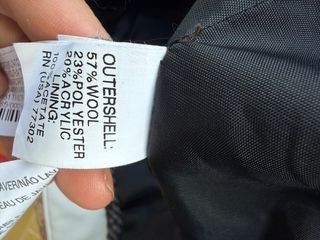 OUTERSHELL:
57% WOOL
23% POLYESTER
20% ACRYLIC
LINING:
100% ACETATE
RN (USA) 77302